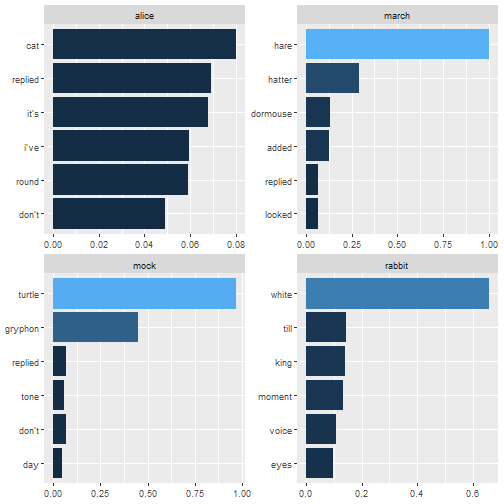 alice
cat
replied
it's
i've
round
don't
0.00 0.02 0.04 0.06 0.08
march
hare
hatter
dormouse
added
replied
looked
0.00 0.25 0.50 0.75 1.00
mock
turtle
gryphon
replied
tone
don't
day
0.00 0.25 0.50 0.75 1.00
rabbit
white
till
king
moment
voice
eyes
0.0 0.2 0.4 0.6